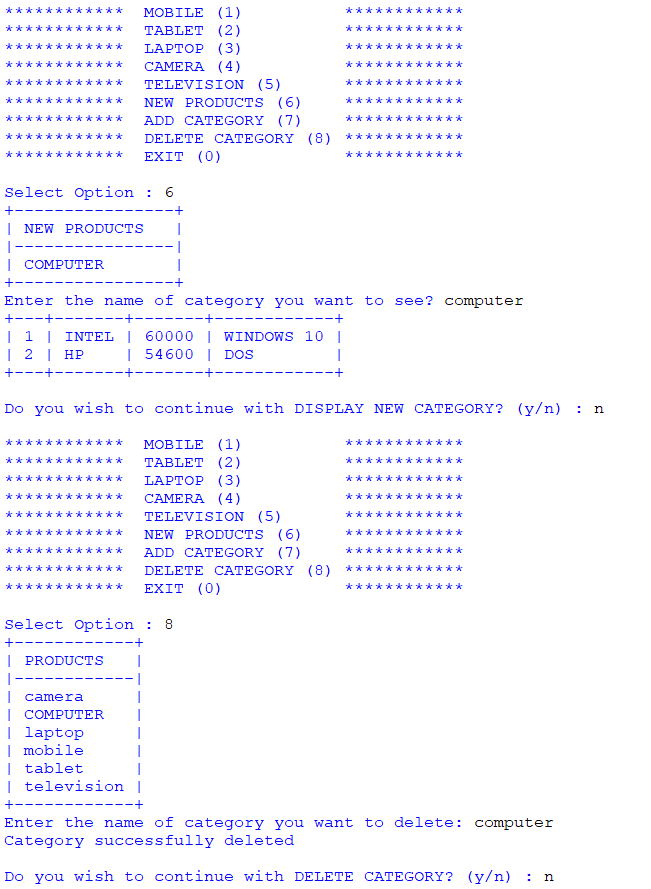 ************  MOBILE (1)          ************
************  TABLET (2)          ************
************  LAPTOP (3)          ************
************  CAMERA (4)          ************
************  TELEVISION (5)      ************
************  NEW PRODUCTS (6)    ************
************  ADD CATEGORY (7)    ************
************  DELETE CATEGORY (8) ************
************  EXIT (0)            ************
Select Option : 6
+----------------+
| NEW PRODUCTS   |
|----------------|
| COMPUTER       |
+----------------+
Enter the name of category you want to see? computer
+---+-------+-------+------------+
| 1 | INTEL | 60000 | WINDOWS 10 |
| 2 | HP    | 54600 | DOS        |
+---+-------+-------+------------+
Do you wish to continue with DISPLAY NEW CATEGORY? (y/n) : n
************  MOBILE (1)          ************
************  TABLET (2)          ************
************  LAPTOP (3)          ************
************  CAMERA (4)          ************
************  TELEVISION (5)      ************
************  NEW PRODUCTS (6)    ************
************  ADD CATEGORY (7)    ************
************  DELETE CATEGORY (8) ************
************  EXIT (0)            ************
Select Option : 8
+------------+
| PRODUCTS   |
|------------|
| camera     |
| COMPUTER   |
| laptop     |
| mobile     |
| tablet     |
| television |
+------------+
Enter the name of category you want to delete: computer
Category successfully deleted
Do you wish to continue with DELETE CATEGORY? (y/n) : n